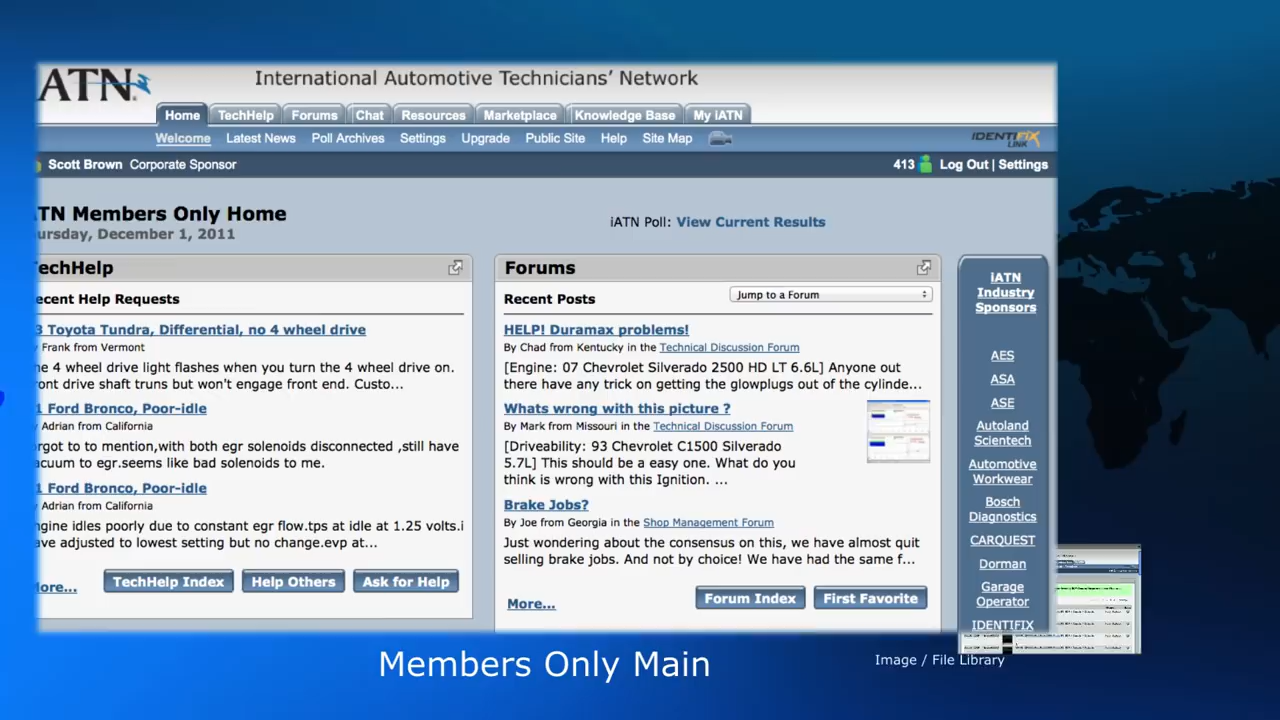 ATN
International Automotive Technicians’ Network
Home TechHelp Forums Chat Resources Marketplace Knowledge Base My iATN
Welcome Latest News Poll Archives Settings Upgrade Public Site Help Site Map
IDENTIFIX LINK
Scott Brown Corporate Sponsor
413 Log Out | Settings
ATN Members Only Home
ursday, December 1, 2011
iATN Poll: View Current Results
TechHelp
ecent Help Requests
3 Toyota Tundra, Differential, no 4 wheel drive
Frank from Vermont
e 4 wheel drive light flashes when you turn the 4 wheel drive on.
ont drive shaft truns but won't engage front end. Custo...
1 Ford Bronco, Poor-idle
Adrian from California
rgot to to mention,with both egr solenoids disconnected ,still have
acuum to egr.seems like bad solenoids to me.
1 Ford Bronco, Poor-idle
Adrian from California
ngine idles poorly due to constant egr flow.tps at idle at 1.25 volts.i
ave adjusted to lowest setting but no change.evp at...
ore...
TechHelp Index Help Others Ask for Help
Forums
Recent Posts
Jump to a Forum
HELP! Duramax problems!
By Chad from Kentucky in the Technical Discussion Forum
[Engine: 07 Chevrolet Silverado 2500 HD LT 6.6L] Anyone out
there have any trick on getting the glowplugs out of the cylinde...
Whats wrong with this picture ?
By Mark from Missouri in the Technical Discussion Forum
[Driveability: 93 Chevrolet C1500 Silverado
5.7L] This should be a easy one. What do you
think is wrong with this Ignition. ...
Brake Jobs?
By Joe from Georgia in the Shop Management Forum
Just wondering about the consensus on this, we have almost quit
selling brake jobs. And not by choice! We have had the same f...
More...
Forum Index First Favorite
iATN
Industry
Sponsors
AES
ASA
ASE
Autoland
Scientech
Automotive
Workwear
Bosch
Diagnostics
CARQUEST
Dorman
Garage
Operator
IDENTIFIX
Members Only Main
Image / File Library